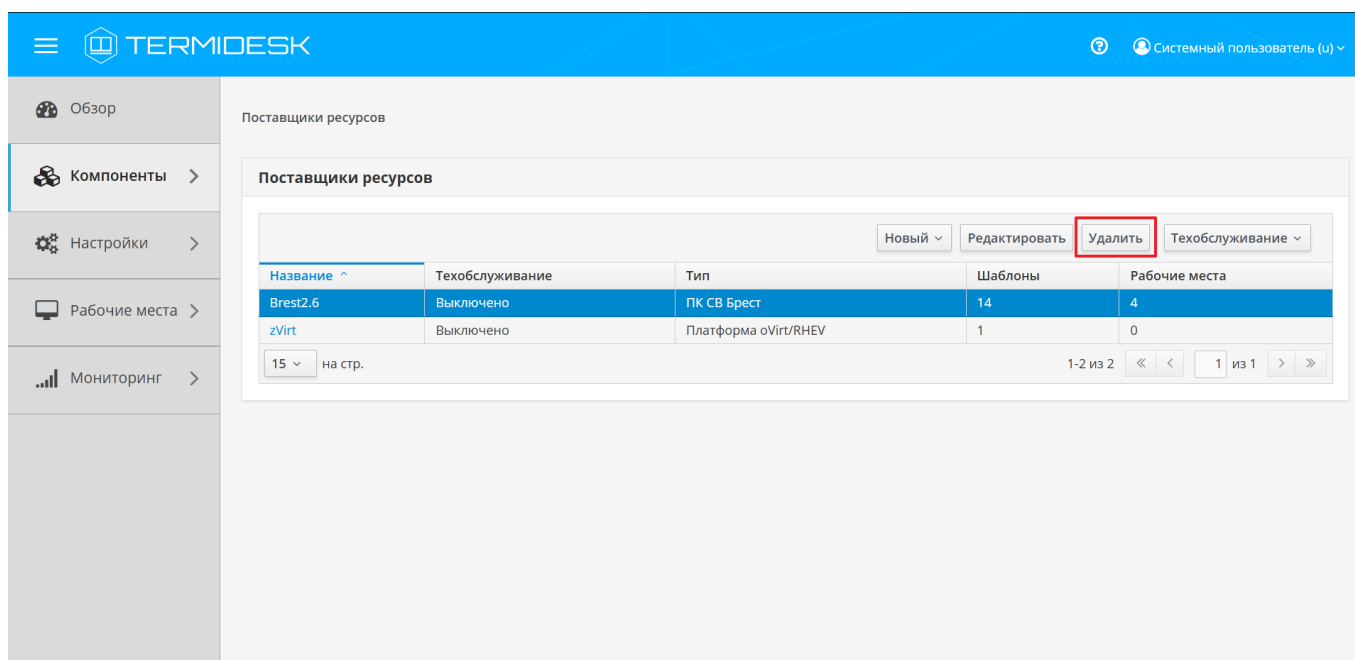 TERMIDESK
Системный пользователь (u)
Обзор
Компоненты
Настройки
Рабочие места
Мониторинг
Поставщики ресурсов
Поставщики ресурсов
Новый Редактировать Удалить Техобслуживание
Название Техобслуживание Тип Шаблоны Рабочие места
Brest2.6 Выключено ПК СВ Брест 14 4
zVirt Выключено Платформа oVirt/RHEV 1 0
15 на стр. 1-2 из 2 « < 1 из 1 > »